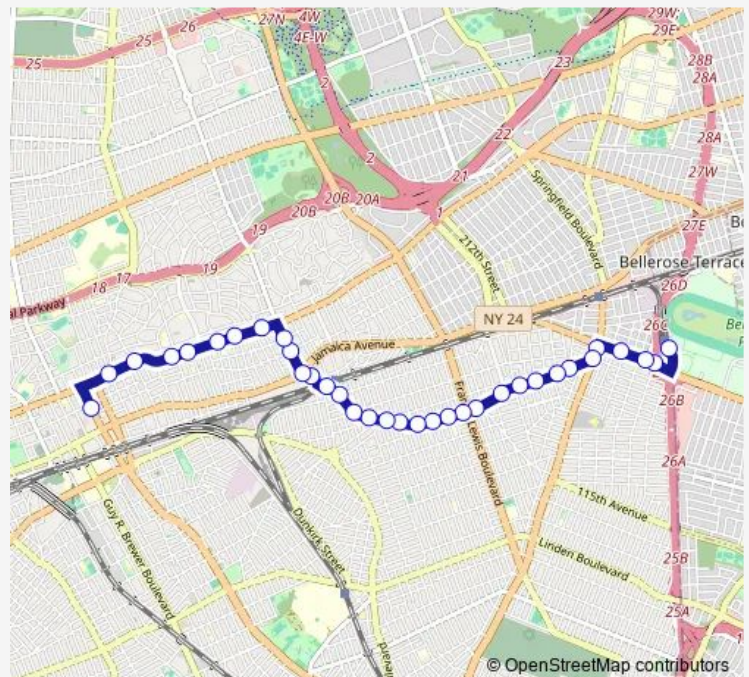 29W;
27N
4W
29E
26
25
4E-W
25
28B
28A
2
23
28A
22
2
27W
20B
20A
21
20B
1
Springfield Boulevard
19
27E
212th Street
19
17
18
Bellerose Terrace
26D
al Parkway
NY 24
26C
Jamaica Avenue
26B
Lewis Boulevard
26A
115th Avenue
Guy R. Brewer Boulevard
Dunkirk Street
Linden Boulevard
25B
25A
© OpenStreetMap contributors